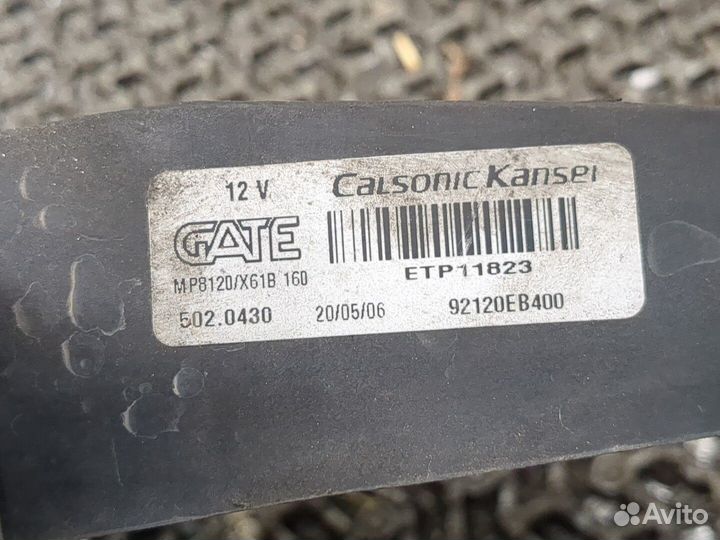 12 V CALSONIC KANSEI
GATE
MP8120/X61B 160 ETP11823
502.0430 20/05/06 92120EB400
Avito